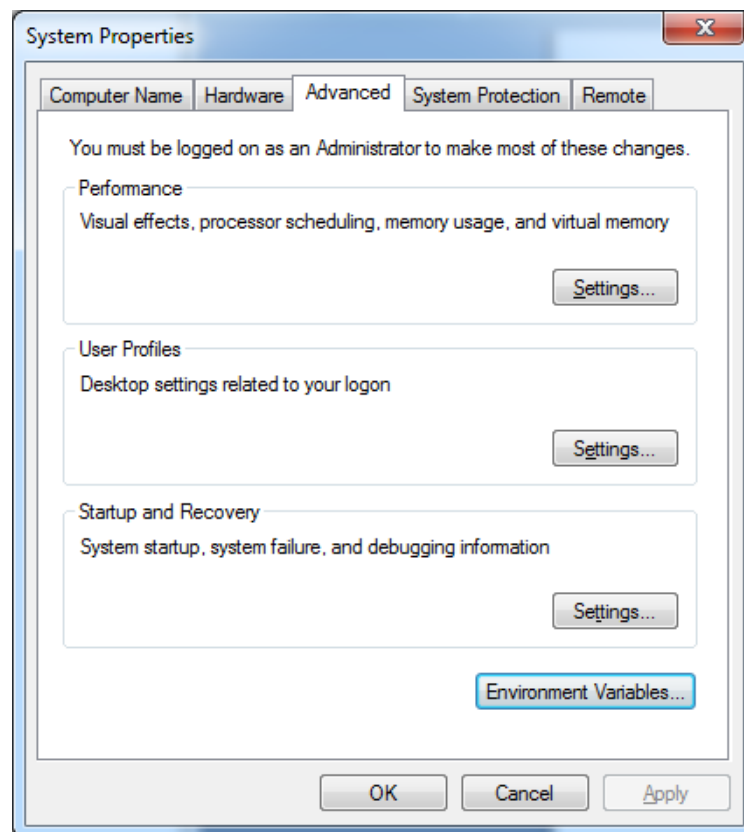 System Properties
Computer Name Hardware Advanced System Protection Remote
You must be logged on as an Administrator to make most of these changes.
Performance
Visual effects, processor scheduling, memory usage, and virtual memory
Settings...
User Profiles
Desktop settings related to your logon
Settings...
Startup and Recovery
System startup, system failure, and debugging information
Settings...
Environment Variables...
OK Cancel Apply